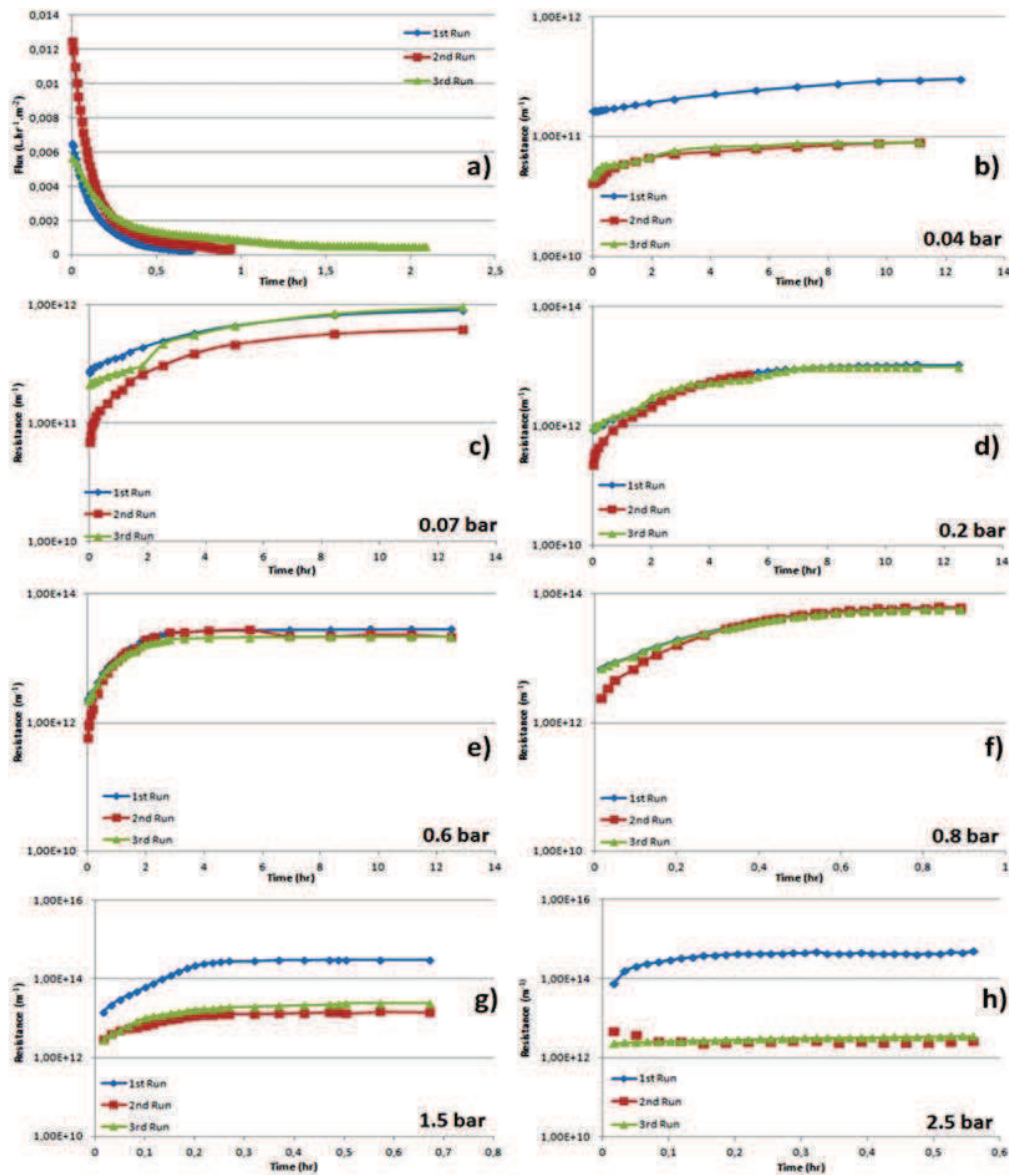 0,014
0,012
0,01
0,008
0,006
0,004
0,002
0
Flux (L.hr⁻¹.m⁻²)
1st Run
2nd Run
3rd Run
a)
0 0,5 1 1,5 2 2,5
Time (hr)
1,00E+12
1,00E+11
1,00E+10
Resistance (m⁻¹)
b)
1st Run
2nd Run
3rd Run
0.04 bar
0 2 4 6 8 10 12 14
Time (hr)
1,00E+12
1,00E+11
1,00E+10
Resistance (m⁻¹)
c)
1st Run
2nd Run
3rd Run
0.07 bar
0 2 4 6 8 10 12 14
Time (hr)
1,00E+14
1,00E+12
1,00E+10
Resistance(m⁻¹)
d)
1st Run
2nd Run
3rd Run
0.2 bar
0 2 4 6 8 10 12 14
Time (hr)
1,00E+14
1,00E+12
1,00E+10
Resistance (m⁻¹)
e)
1st Run
2nd Run
3rd Run
0.6 bar
0 2 4 6 8 10 12 14
Time (hr)
1,00E+14
1,00E+12
1,00E+10
Resistance (m⁻¹)
f)
1st Run
2nd Run
3rd Run
0.8 bar
0 0,2 0,4 0,6 0,8 1
Time (hr)
1,00E+16
1,00E+14
1,00E+12
1,00E+10
Resistance (m⁻¹)
g)
1st Run
2nd Run
3rd Run
1.5 bar
0 0,1 0,2 0,3 0,4 0,5 0,6 0,7 0,8
Time (hr)
1,00E+16
1,00E+14
1,00E+12
1,00E+10
Resistance (m⁻¹)
h)
1st Run
2nd Run
3rd Run
2.5 bar
0 0,1 0,2 0,3 0,4 0,5 0,6
Time (hr)